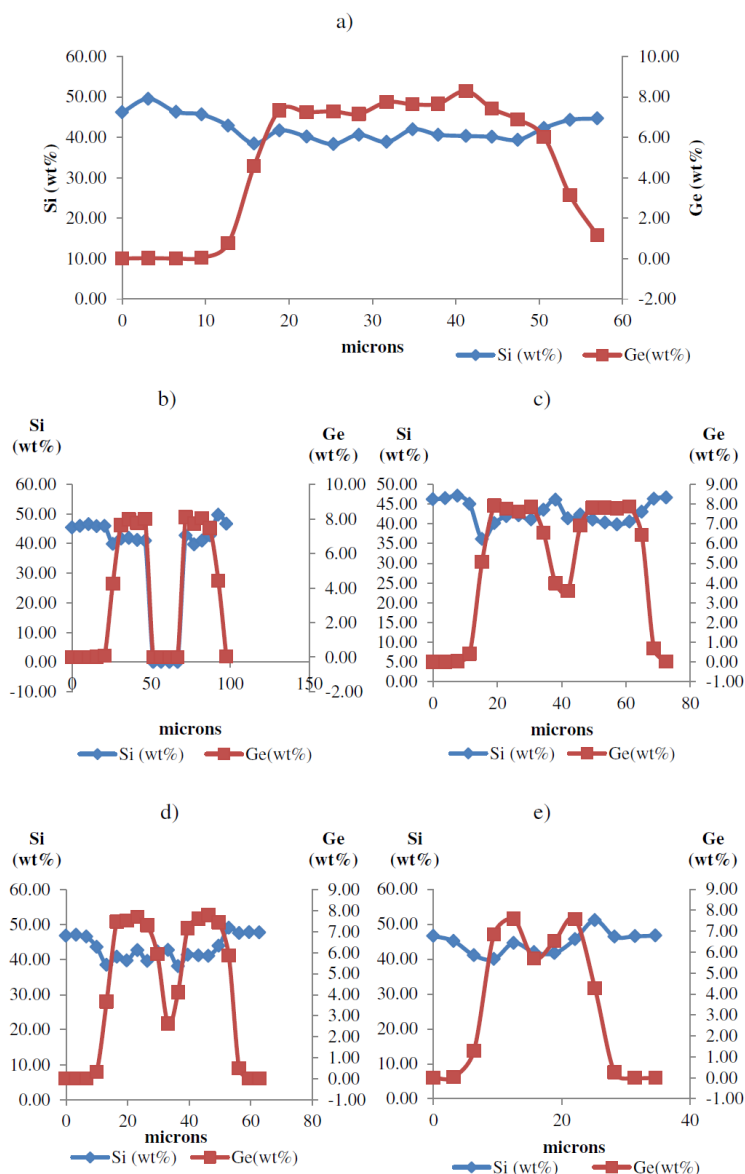 a)
60.00
50.00
40.00
30.00
20.00
10.00
0.00
Si (wt%)
10.00
8.00
6.00
4.00
2.00
0.00
-2.00
Ge (wt%)
0 10 20 30 40 50 60
microns
Si (wt%) Ge(wt%)
b)
Si
(wt%)
Ge
(wt%)
60.00
50.00
40.00
30.00
20.00
10.00
0.00
-10.00
10.00
8.00
6.00
4.00
2.00
0.00
-2.00
0 50 100 150
microns
Si (wt%) Ge(wt%)
c)
Si
(wt%)
Ge
(wt%)
50.00
45.00
40.00
35.00
30.00
25.00
20.00
15.00
10.00
5.00
0.00
9.00
8.00
7.00
6.00
5.00
4.00
3.00
2.00
1.00
0.00
-1.00
0 20 40 60 80
microns
Si (wt%) Ge(wt%)
d)
Si
(wt%)
Ge
(wt%)
60.00
50.00
40.00
30.00
20.00
10.00
0.00
9.00
8.00
7.00
6.00
5.00
4.00
3.00
2.00
1.00
0.00
-1.00
0 20 40 60 80
microns
Si (wt%) Ge(wt%)
e)
Si
(wt%)
Ge
(wt%)
60.00
50.00
40.00
30.00
20.00
10.00
0.00
9.00
8.00
7.00
6.00
5.00
4.00
3.00
2.00
1.00
0.00
-1.00
0 20 40
microns
Si (wt%) Ge(wt%)